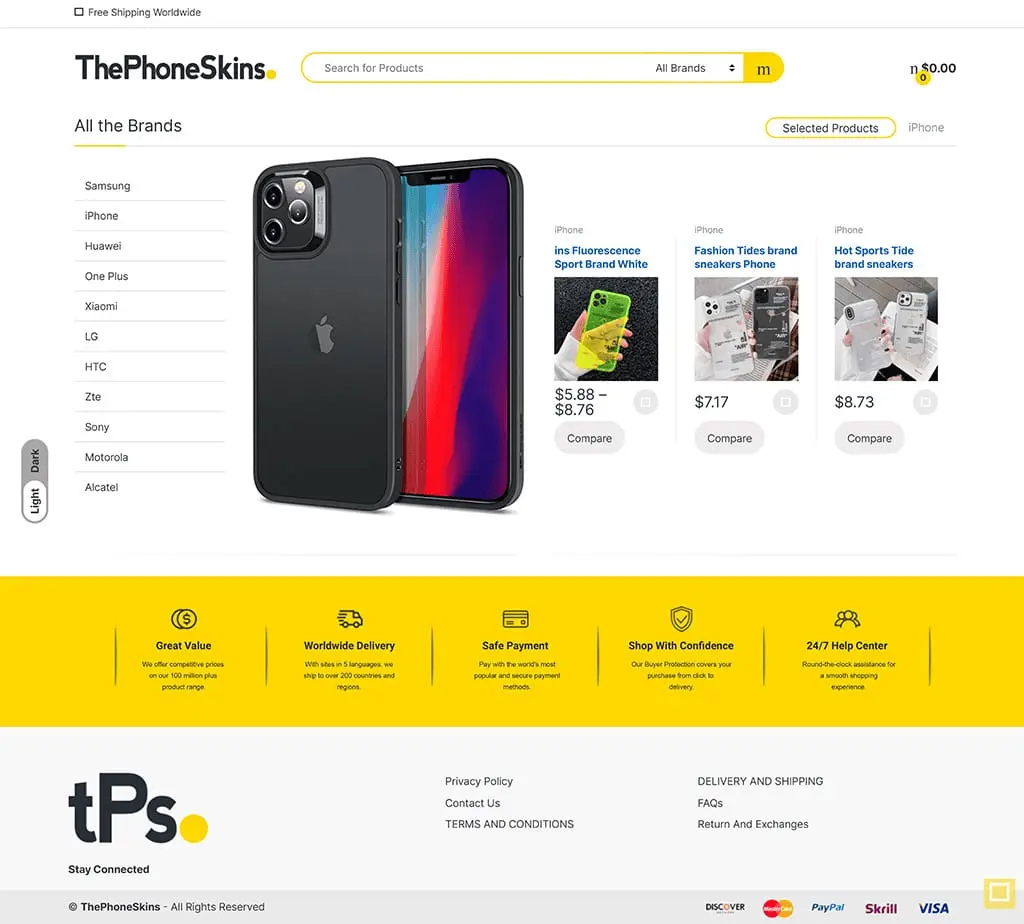 Free Shipping Worldwide
ThePhoneSkins.
Search for Products
All Brands
m
n $0.00
0
All the Brands
Selected Products
iPhone
Samsung
iPhone
Huawei
One Plus
Xiaomi
LG
HTC
Zte
Sony
Motorola
Alcatel
Dark
Light
iPhone
ins Fluorescence
Sport Brand White
$5.88 –
$8.76
Compare
iPhone
Fashion Tides brand
sneakers Phone
$7.17
Compare
iPhone
Hot Sports Tide
brand sneakers
$8.73
Compare
Great Value
We offer competitive prices
on our 100 million plus
product range.
Worldwide Delivery
With sites in 5 languages, we
ship to over 200 countries and
regions.
Safe Payment
Pay with the world's most
popular and secure payment
methods.
Shop With Confidence
Our Buyer Protection covers your
purchase from click to
delivery.
24/7 Help Center
Round-the-clock assistance for
a smooth shopping
experience.
tPs.
Stay Connected
Privacy Policy
Contact Us
TERMS AND CONDITIONS
DELIVERY AND SHIPPING
FAQs
Return And Exchanges
© ThePhoneSkins - All Rights Reserved
DISCOVER
MasterCard
PayPal
Skrill
VISA